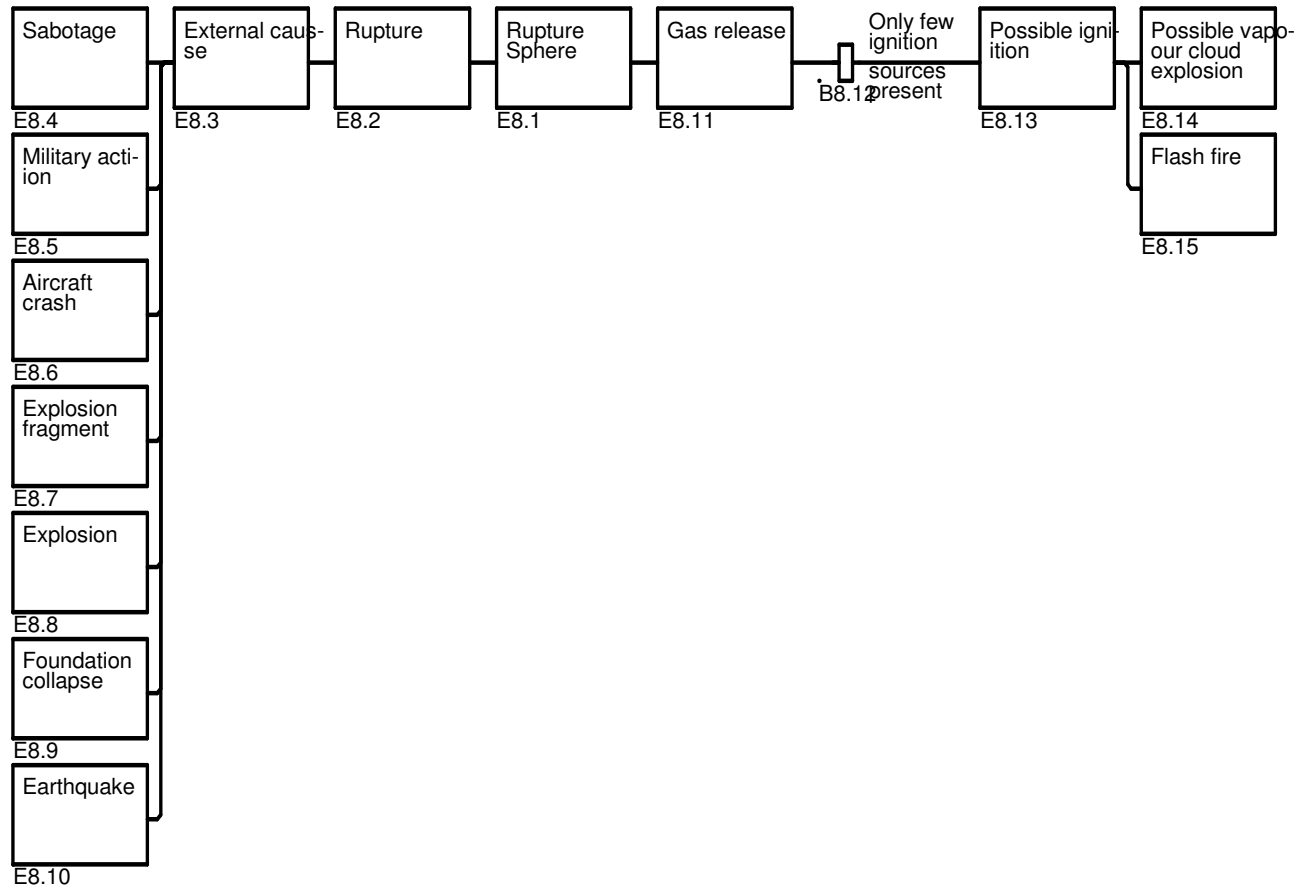 Sabotage
E8.4
External caus-
se
E8.3
Rupture
E8.2
Rupture
Sphere
E8.1
Gas release
E8.11
B8.12
Only few
ignition
sources
present
Possible igni-
ition
E8.13
Possible vapo-
our cloud
explosion
E8.14
Military acti-
ion
E8.5
Flash fire
E8.15
Aircraft
crash
E8.6
Explosion
fragment
E8.7
Explosion
E8.8
Foundation
collapse
E8.9
Earthquake
E8.10